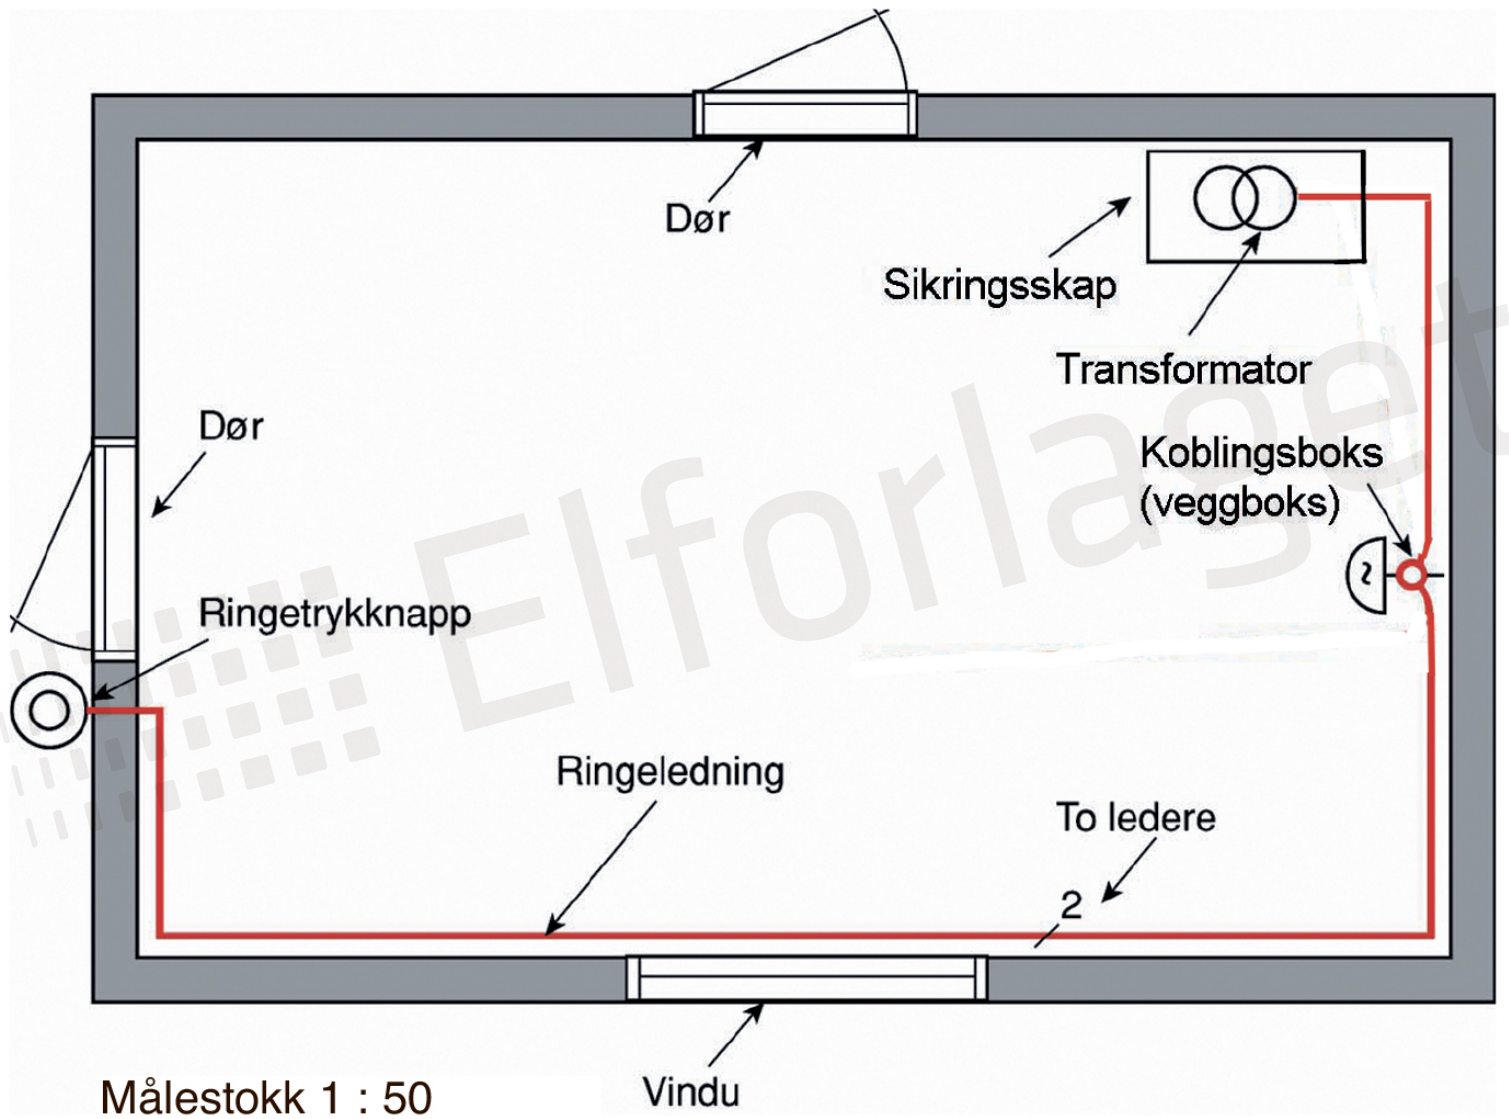 Dør
Sikringsskap
Transformator
Dør
Koblingsboks
(veggboks)
~
Ringetrykknapp
Ringeledning
To ledere
2
Vindu
Målestokk 1 : 50
Elforlaget